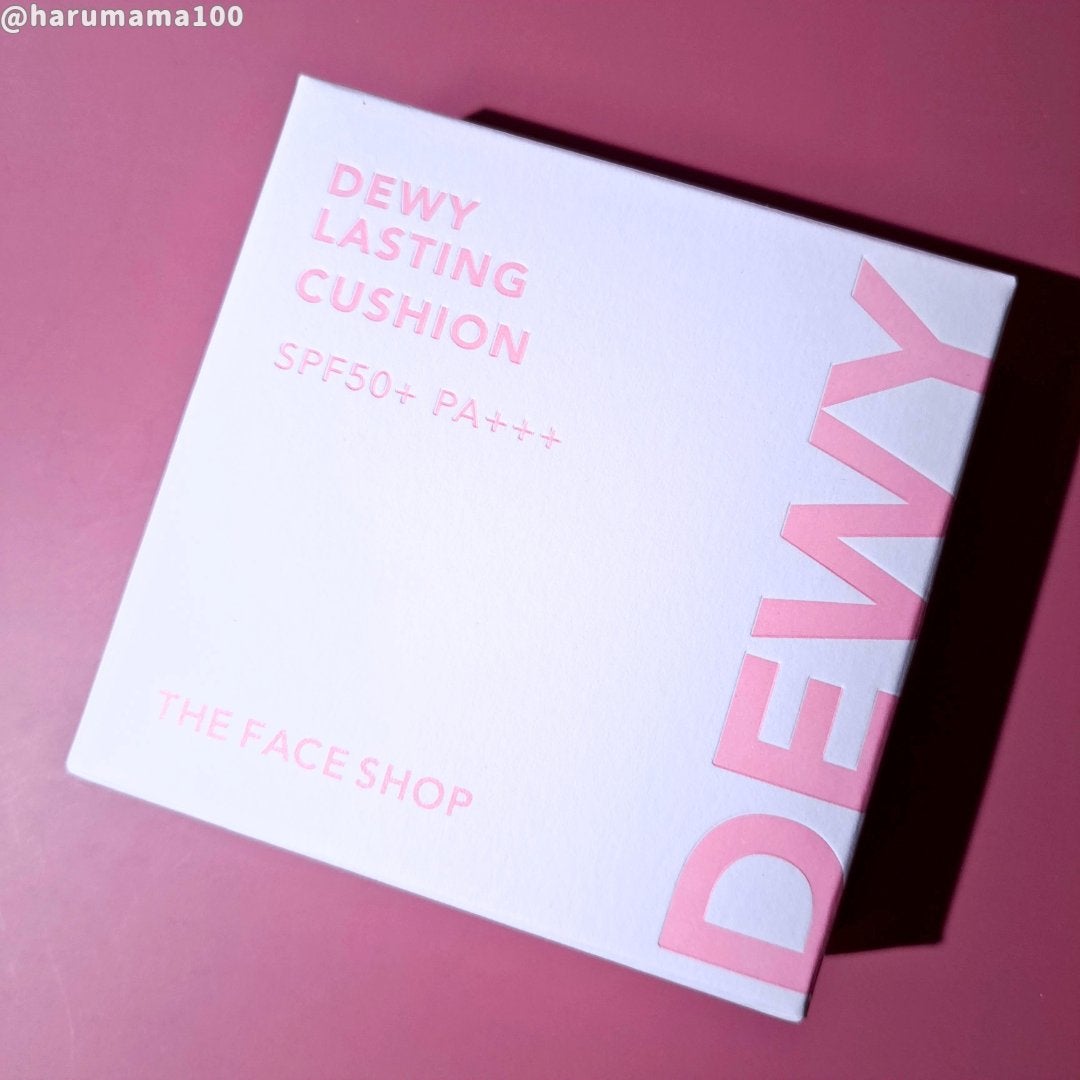 @harumama100
DEWY
LASTING
CUSHION
SPF50+ PA+++
DEWY
THE FACE SHOP